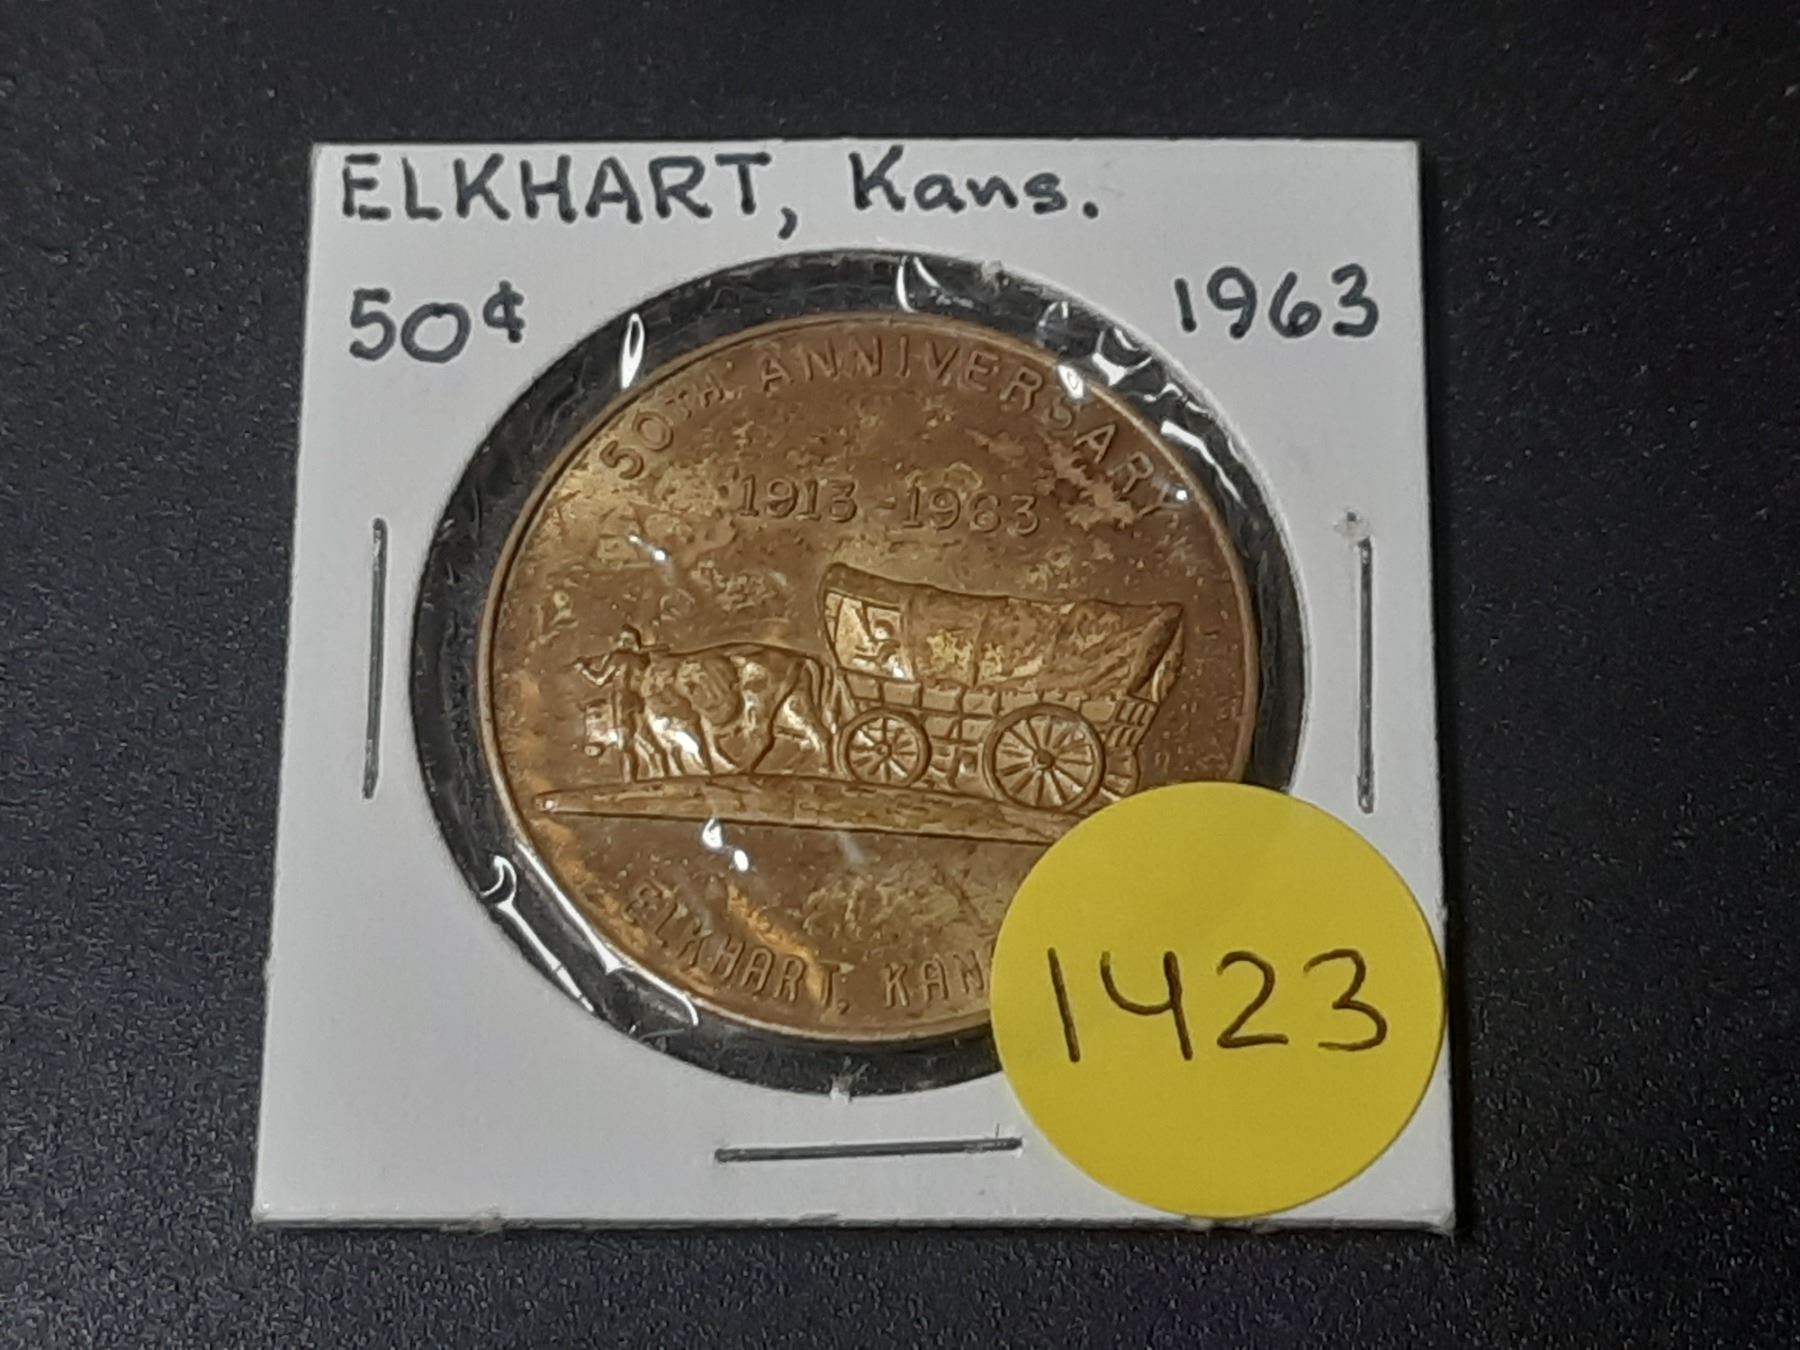 ELKHART, Kans.
50¢ 1963
50TH ANNIVERSARY
1913-1963
ELKHART, KAN
1423